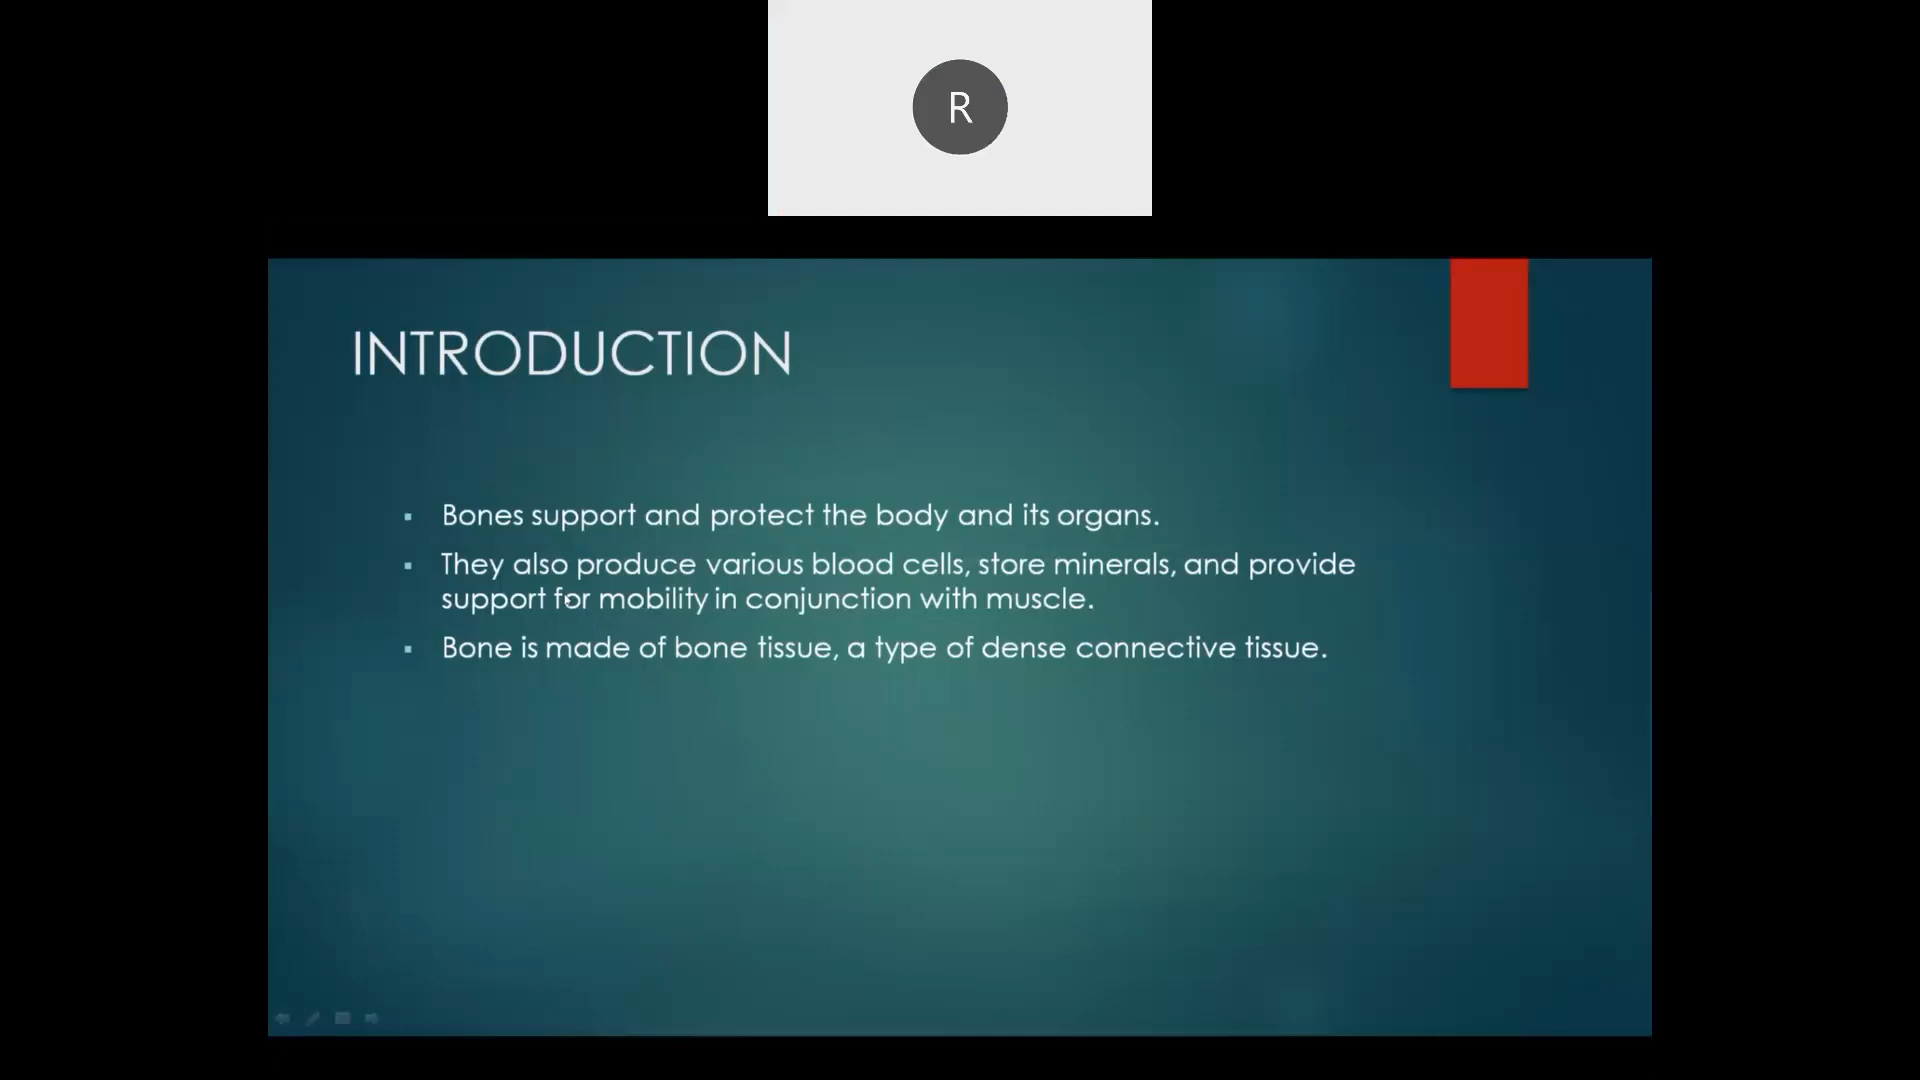 R
INTRODUCTION
▪ Bones support and protect the body and its organs.
▪ They also produce various blood cells, store minerals, and provide
support for mobility in conjunction with muscle.
▪ Bone is made of bone tissue, a type of dense connective tissue.